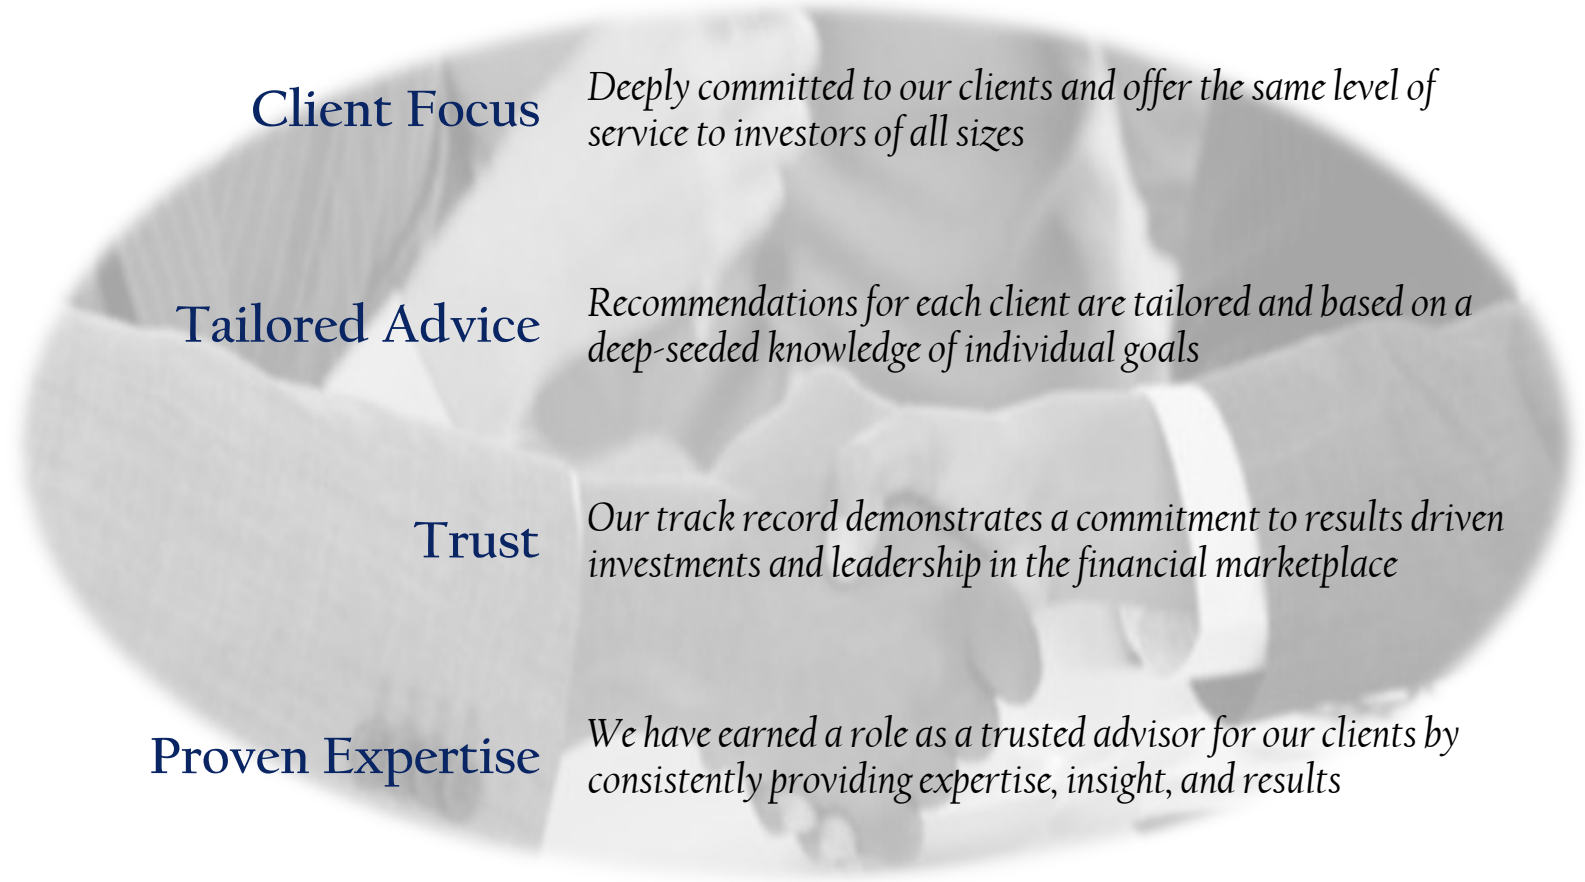 Client Focus
Deeply committed to our clients and offer the same level of
service to investors of all sizes
Tailored Advice
Recommendations for each client are tailored and based on a
deep-seeded knowledge of individual goals
Trust
Our track record demonstrates a commitment to results driven
investments and leadership in the financial marketplace
Proven Expertise
We have earned a role as a trusted advisor for our clients by
consistently providing expertise, insight, and results